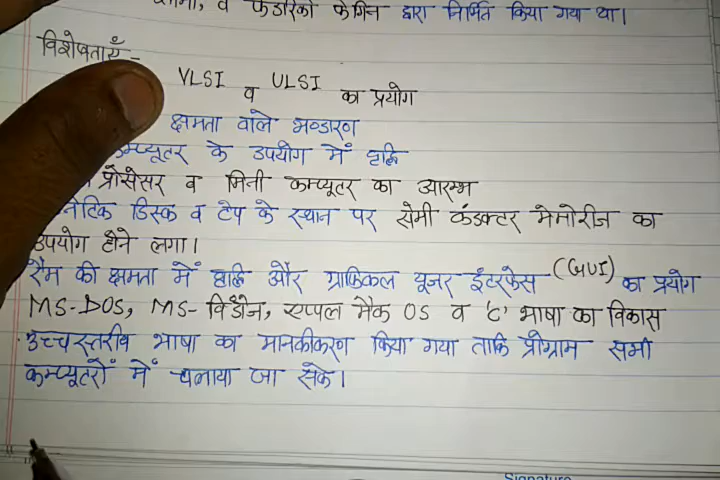 व फेडरिको फेगिन द्वारा निर्मित किया गया था।
विशेषताएँ -
VLSI व ULSI का प्रयोग
क्षमता वाले भण्डारण
कम्प्यूटर के उपयोग में वृद्धि
प्रोसेसर व मिनी कम्प्यूटर का आरम्भ
डिस्क व टेप के स्थान पर सेमी कंडक्टर मेमोरीज का
उपयोग होने लगा।
रैम की क्षमता में वृद्धि और ग्राफिकल यूजर इंटरफेस (GUI) का प्रयोग
MS-DOS, MS- विंडोज, एप्पल मैक OS व 'C' भाषा का विकास
उच्चस्तरीय भाषा का मानकीकरण किया गया ताकि प्रोग्राम सभी
कम्प्यूटरों में चलाया जा सके।